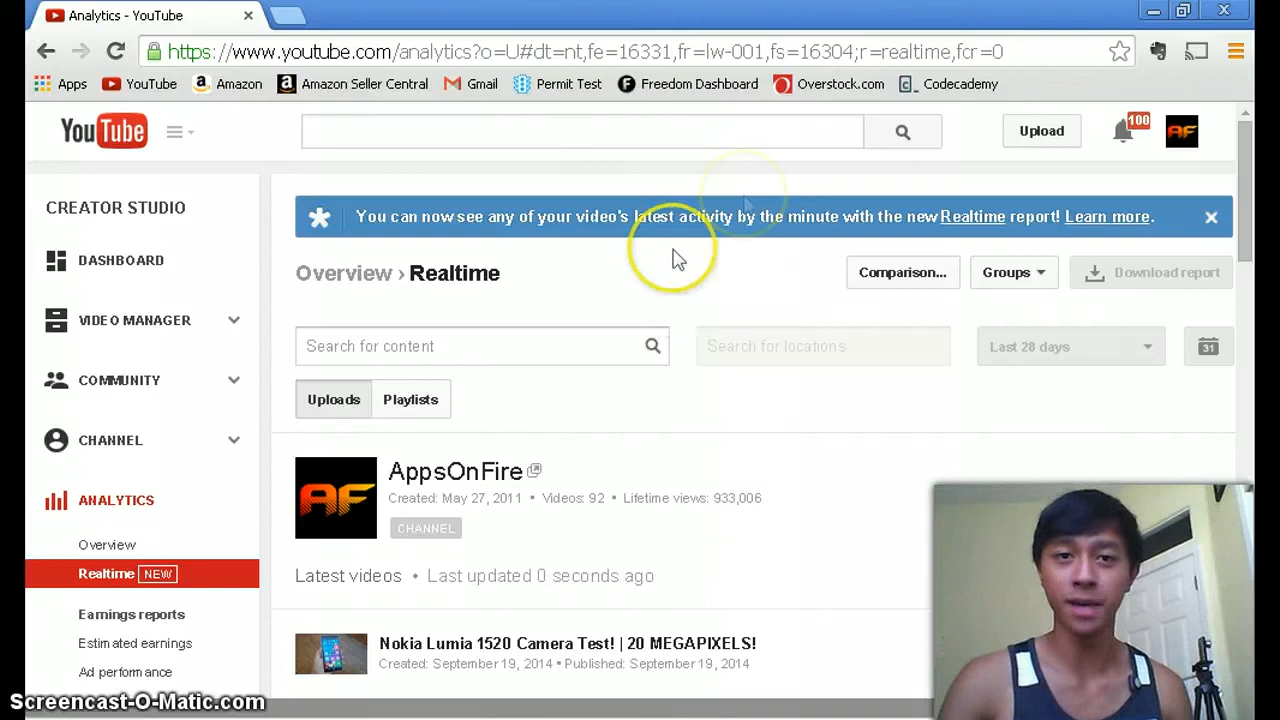 Analytics - YouTube
https://www.youtube.com/analytics?o=U#dt=nt,fe=16331,fr=lw-001,fs=16304;r=realtime,fcr=0
Apps YouTube Amazon Amazon Seller Central Gmail Permit Test Freedom Dashboard Overstock.com Codecademy
YouTube Upload 100 AF
CREATOR STUDIO
DASHBOARD
VIDEO MANAGER
COMMUNITY
CHANNEL
ANALYTICS
Overview
Realtime NEW
Earnings reports
Estimated earnings
Ad performance
You can now see any of your video's latest activity by the minute with the new Realtime report! Learn more.
Overview › Realtime Comparison... Groups Download report
Search for content Search for locations Last 28 days 31
Uploads Playlists
AF
AppsOnFire
Created: May 27, 2011 • Videos: 92 • Lifetime views: 933,006
CHANNEL
Latest videos • Last updated 0 seconds ago
Nokia Lumia 1520 Camera Test! | 20 MEGAPIXELS!
Created: September 19, 2014 • Published: September 19, 2014
Screencast-O-Matic.com